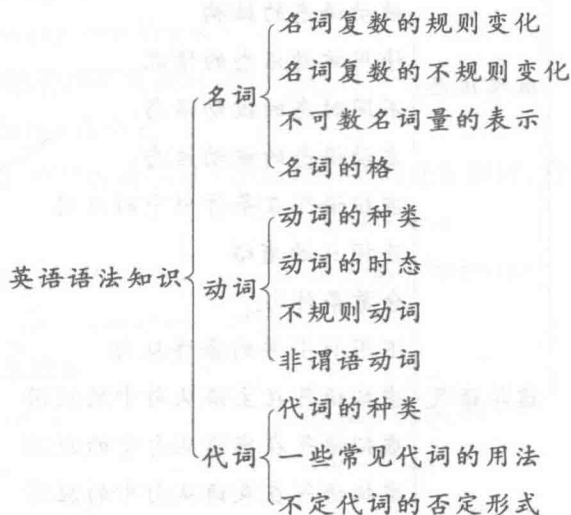 英语语法知识
名词
名词复数的规则变化
名词复数的不规则变化
不可数名词量的表示
名词的格
动词
动词的种类
动词的时态
不规则动词
非谓语动词
代词
代词的种类
一些常见代词的用法
不定代词的否定形式